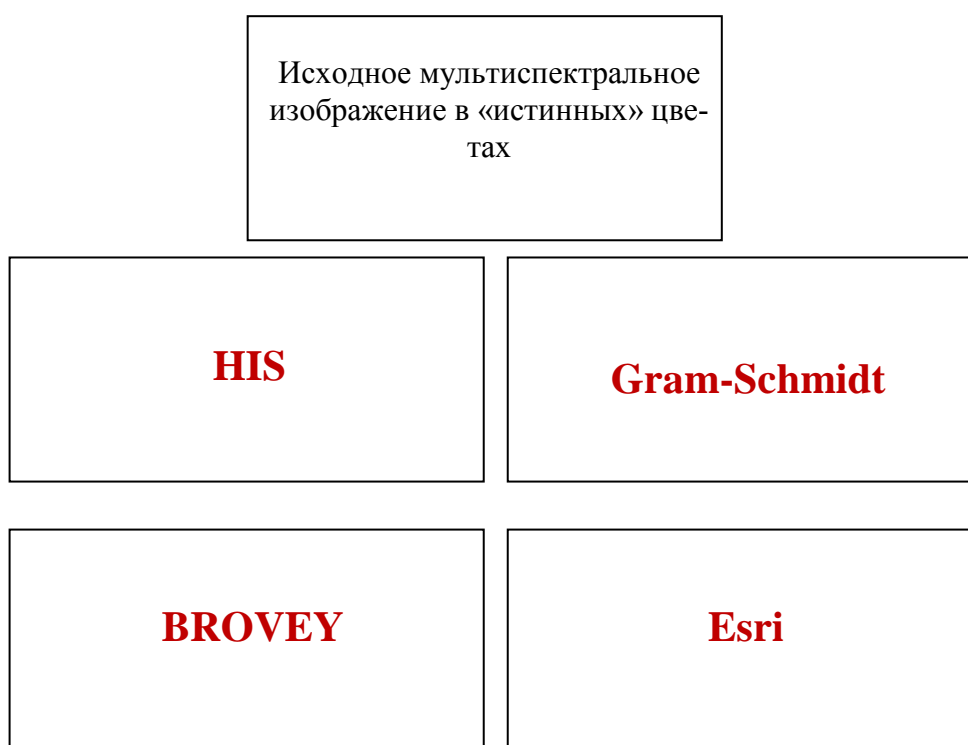 Исходное мультиспектральное
изображение в «истинных» цве-
тах
HIS
Gram-Schmidt
BROVEY
Esri